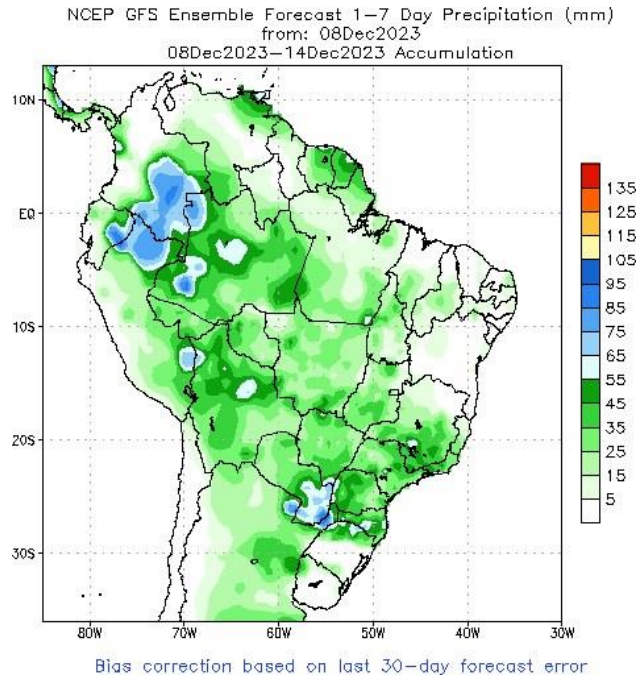 NCEP GFS Ensemble Forecast 1-7 Day Precipitation (mm)
from: 08Dec2023
08Dec2023-14Dec2023 Accumulation
10N
EQ
10S
20S
30S
80W
70W
60W
50W
40W
30W
135
125
115
105
95
85
75
65
55
45
35
25
15
5
Bias correction based on last 30-day forecast error